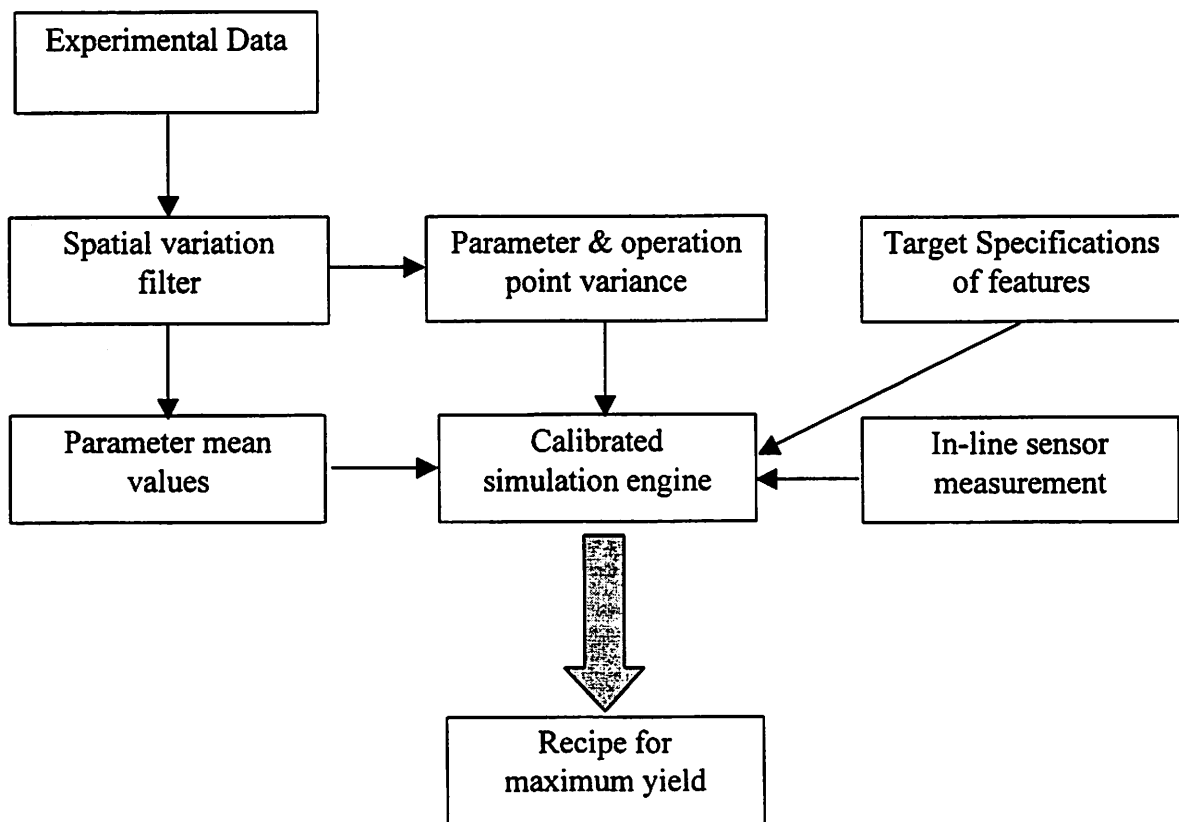 Experimental Data
Spatial variation
filter
Parameter & operation
point variance
Target Specifications
of features
Parameter mean
values
Calibrated
simulation engine
In-line sensor
measurement
Recipe for
maximum yield